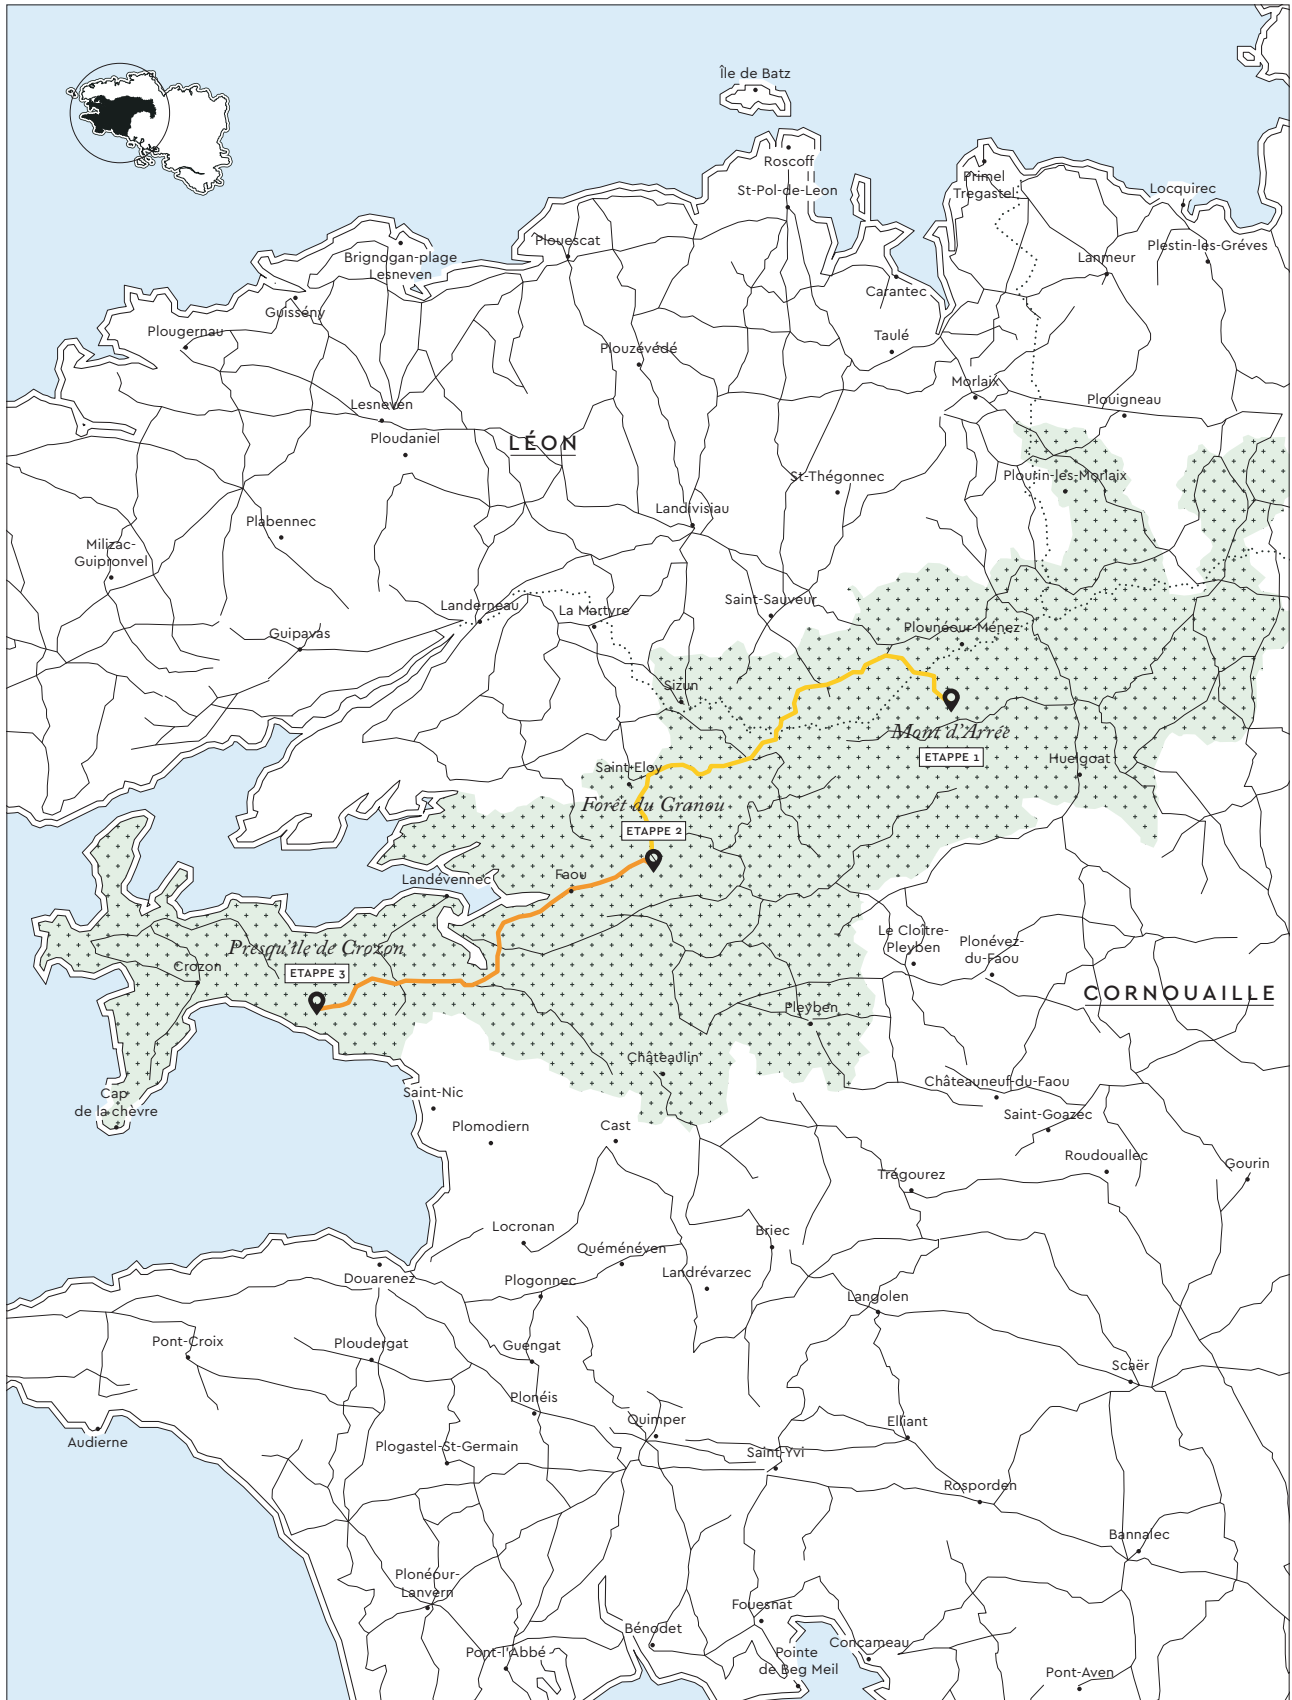 Île de Batz
Roscoff
St-Pol-de-Leon
Primel
Tregastel
Locquirec
Plestin-les-Gréves
Lanmeur
Plouescat
Brignogan-plage
Lesneven
Carantec
Guissény
Plougernau
Taulé
Plouzévédé
Morlaix
Plouigneau
Lesneven
Ploudaniel
LÉON
St-Thégonnec
Plourin-les-Morlaix
Landivisiau
Plabennec
Milizac-
Guipronvel
Landerneau
La Martyre
Saint-Sauveur
Plounéour-Ménez
Guipavas
Sizun
Mont d'Arrée
ETAPPE 1
Huelgoat
Saint-Eloy
Forêt du Granou
ETAPPE 2
Landévennec
Faou
Le Cloître-
Pleyben
Plonévez-
du-Faou
Presqu'île de Crozon
Crozon
ETAPPE 3
CORNOUAILLE
Pleyben
Châteaulin
Châteauneuf-du-Faou
Cap
de la chèvre
Saint-Nic
Saint-Goazec
Plomodiern
Cast
Roudouallec
Gourin
Trégourez
Locronan
Briec
Quéménéven
Landrévarzec
Douarenez
Plogonnec
Langolen
Pont-Croix
Ploudergat
Guengat
Scaër
Plonéis
Quimper
Elliant
Audierne
Plogastel-St-Germain
Saint-Yvi
Rosporden
Bannalec
Plonéour-
Lanvern
Fouesnat
Bénodet
Concameau
Pont-l'Abbé
Pointe
de Beg Meil
Pont-Aven